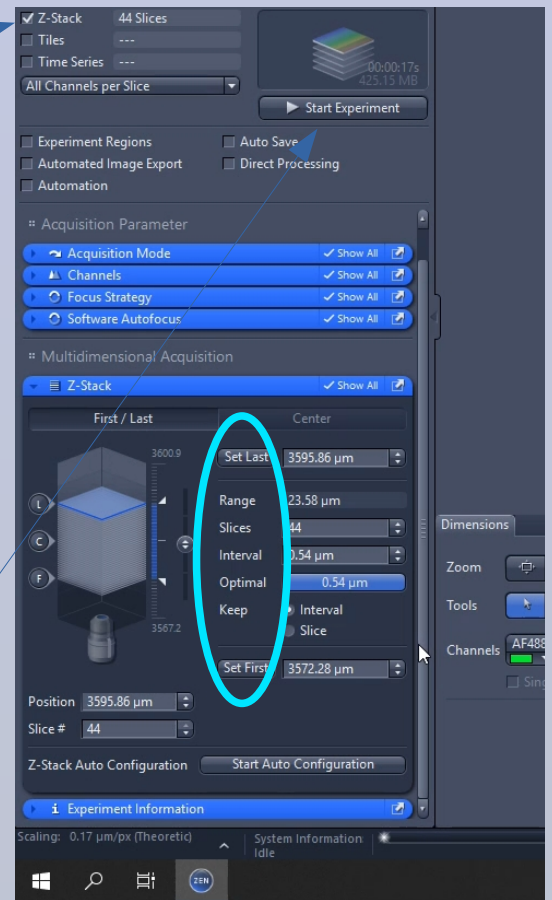 Z-Stack 44 Slices
Tiles ---
Time Series ---
All Channels per Slice
00:00:17s
425.15 MB
Start Experiment
Experiment Regions Auto Save
Automated Image Export Direct Processing
Automation
Acquisition Parameter
Acquisition Mode Show All
Channels Show All
Focus Strategy Show All
Software Autofocus Show All
Multidimensional Acquisition
Z-Stack Show All
First / Last Center
3600.9 Set Last 3595.86 µm
L Range 23.58 µm
Slices 44
C Interval 0.54 µm
F Optimal 0.54 µm
Keep Interval
3567.2 Slice
Set First 3572.28 µm
Position 3595.86 µm
Slice # 44
Z-Stack Auto Configuration Start Auto Configuration
i Experiment Information
Dimensions
Zoom
Tools
Channels AF488
Scaling: 0.17 µm/px (Theoretic) System Information:
Idle
ZEN